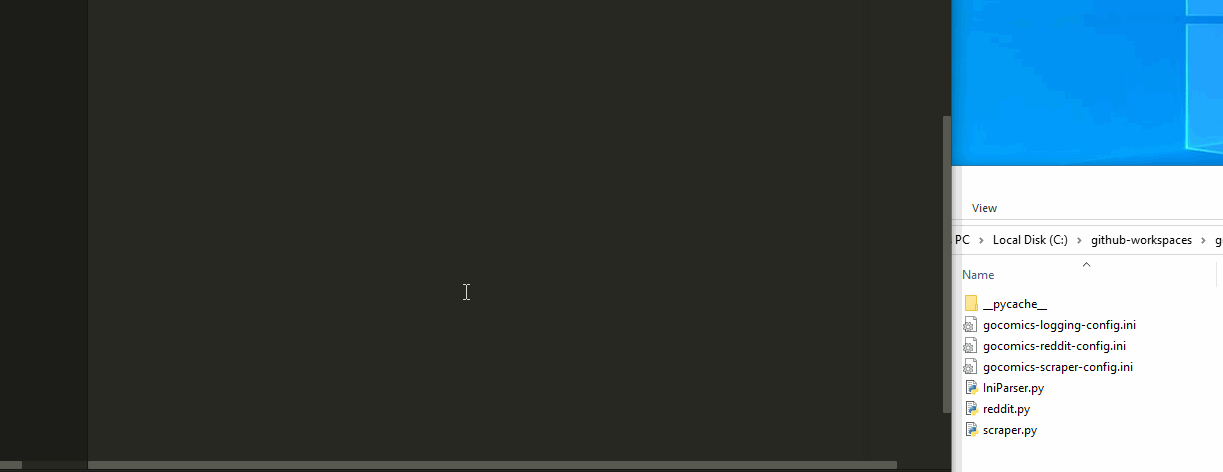 View
PC > Local Disk (C:) > github-workspaces > g
Name
__pycache__
gocomics-logging-config.ini
gocomics-reddit-config.ini
gocomics-scraper-config.ini
IniParser.py
reddit.py
scraper.py